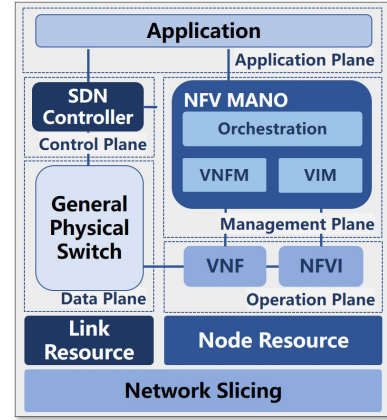 Application
Application Plane
SDN
Controller
Control Plane
NFV MANO
Orchestration
VNFM
VIM
Management Plane
General
Physical
Switch
Data Plane
VNF
NFVI
Operation Plane
Link
Resource
Node Resource
Network Slicing